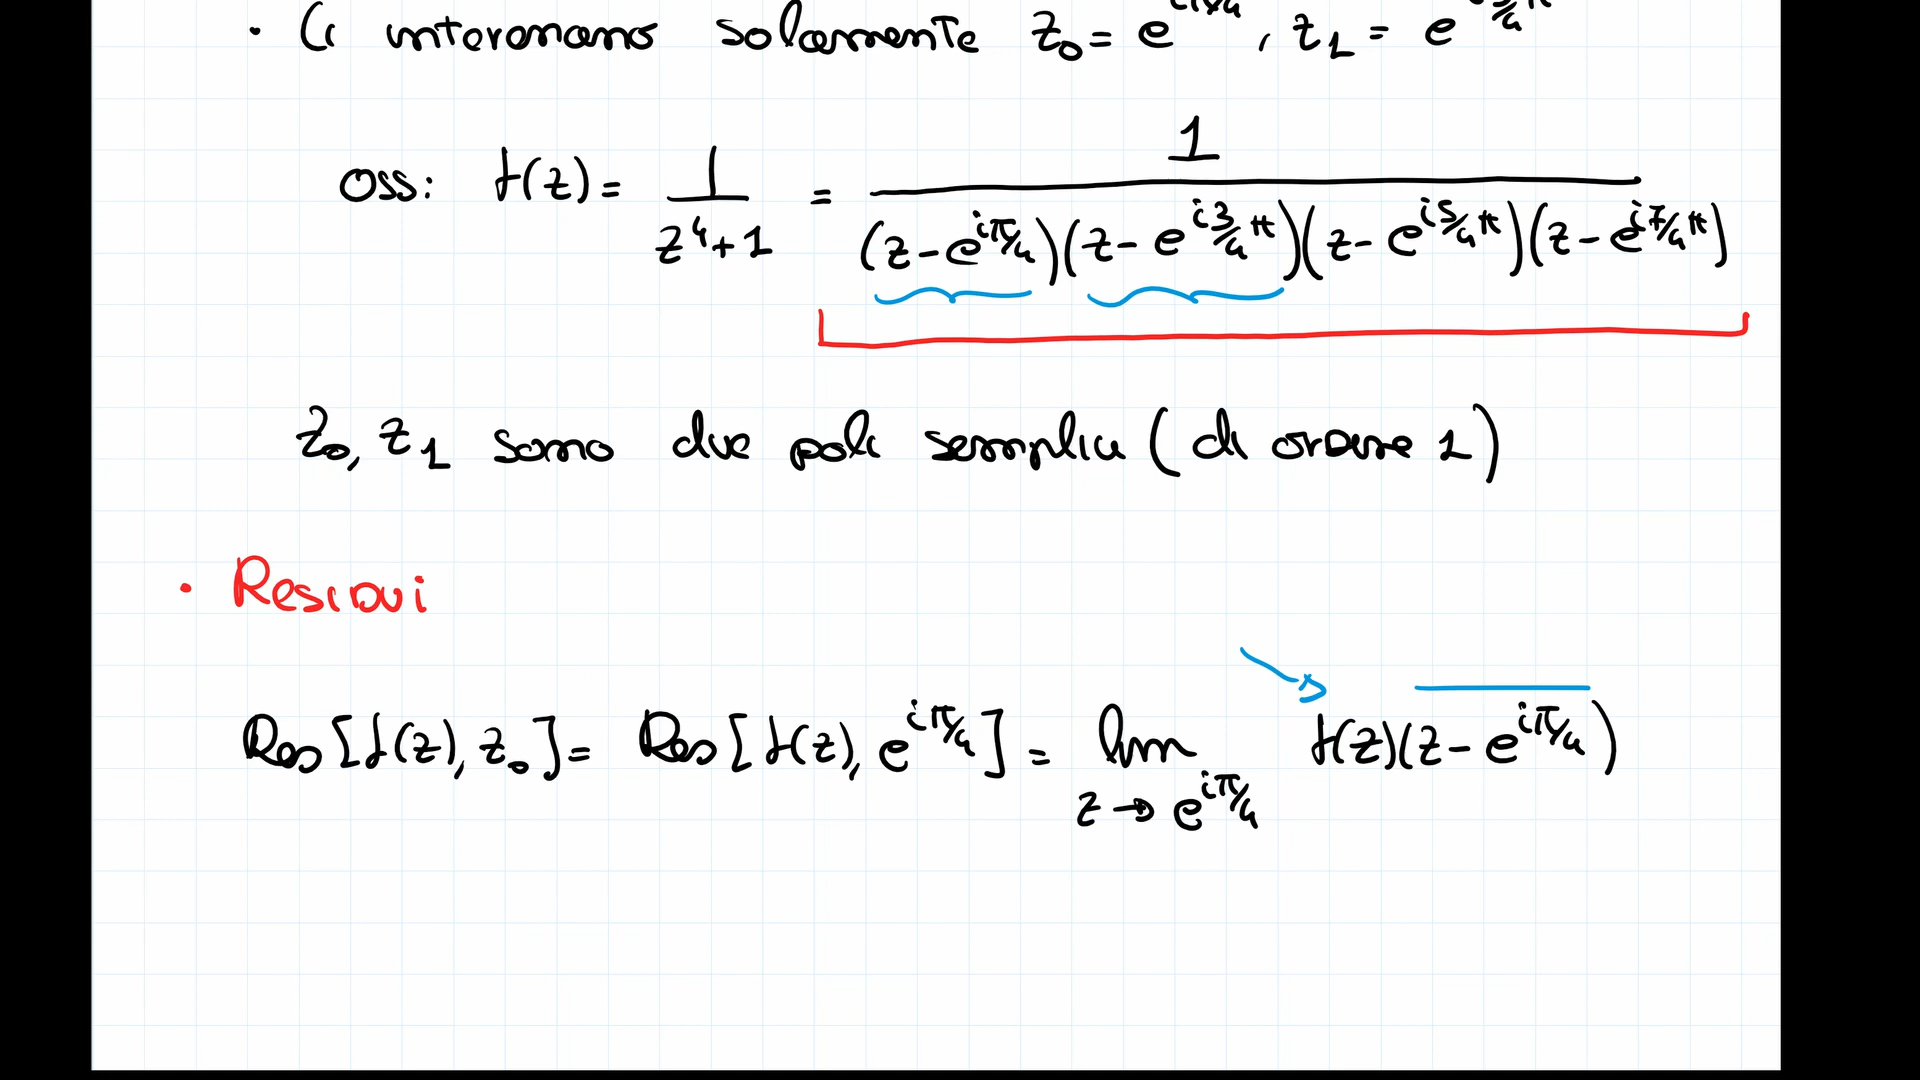 • Ci interessano solamente z₀ = e^{iπ/4}, z₁ = e^{i3/4π}
Oss: f(z) = 1/(z⁴+1) = 1/((z - e^{iπ/4})(z - e^{i3/4π})(z - e^{i5/4π})(z - e^{i7/4π}))
z₀, z₁ sono due poli semplici (di ordine 1)
• Residui
Res[f(z), z₀] = Res[f(z), e^{iπ/4}] = lim_{z → e^{iπ/4}} f(z)(z - e^{iπ/4})